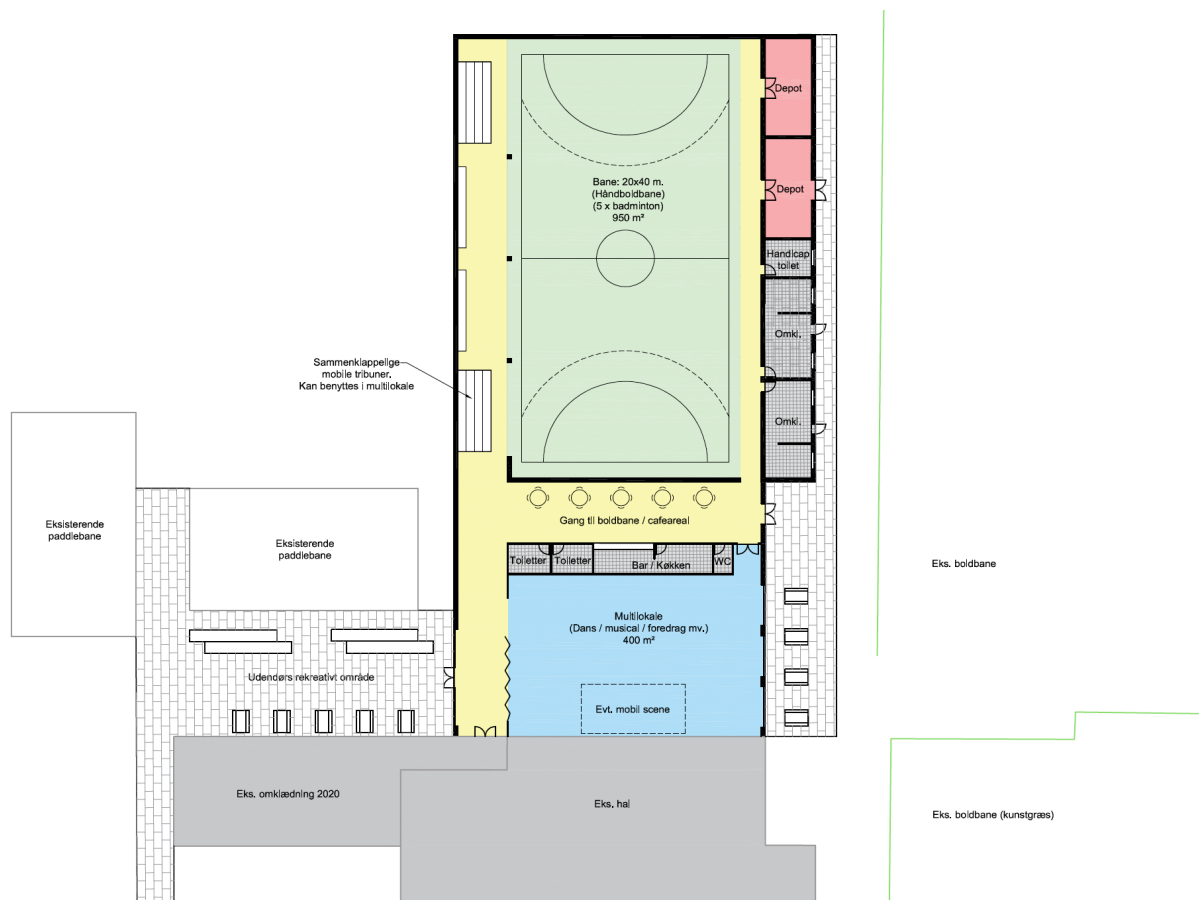 Depot
Bane: 20x40 m.
(Håndboldbane)
(5 x badminton)
950 m²
Depot
Handicap
toilet
Omkl.
Sammenklappelige
mobile tribuner.
Kan benyttes i multilokale
Omkl.
Gang til boldbane / cafeareal
Eksisterende
paddlebane
Eksisterende
paddlebane
Toiletter
Toiletter
Bar / Køkken
WC
Eks. boldbane
Multilokale
(Dans / musical / foredrag mv.)
400 m²
Udendørs rekreativt område
Evt. mobil scene
Eks. omklædning 2020
Eks. hal
Eks. boldbane (kunstgræs)